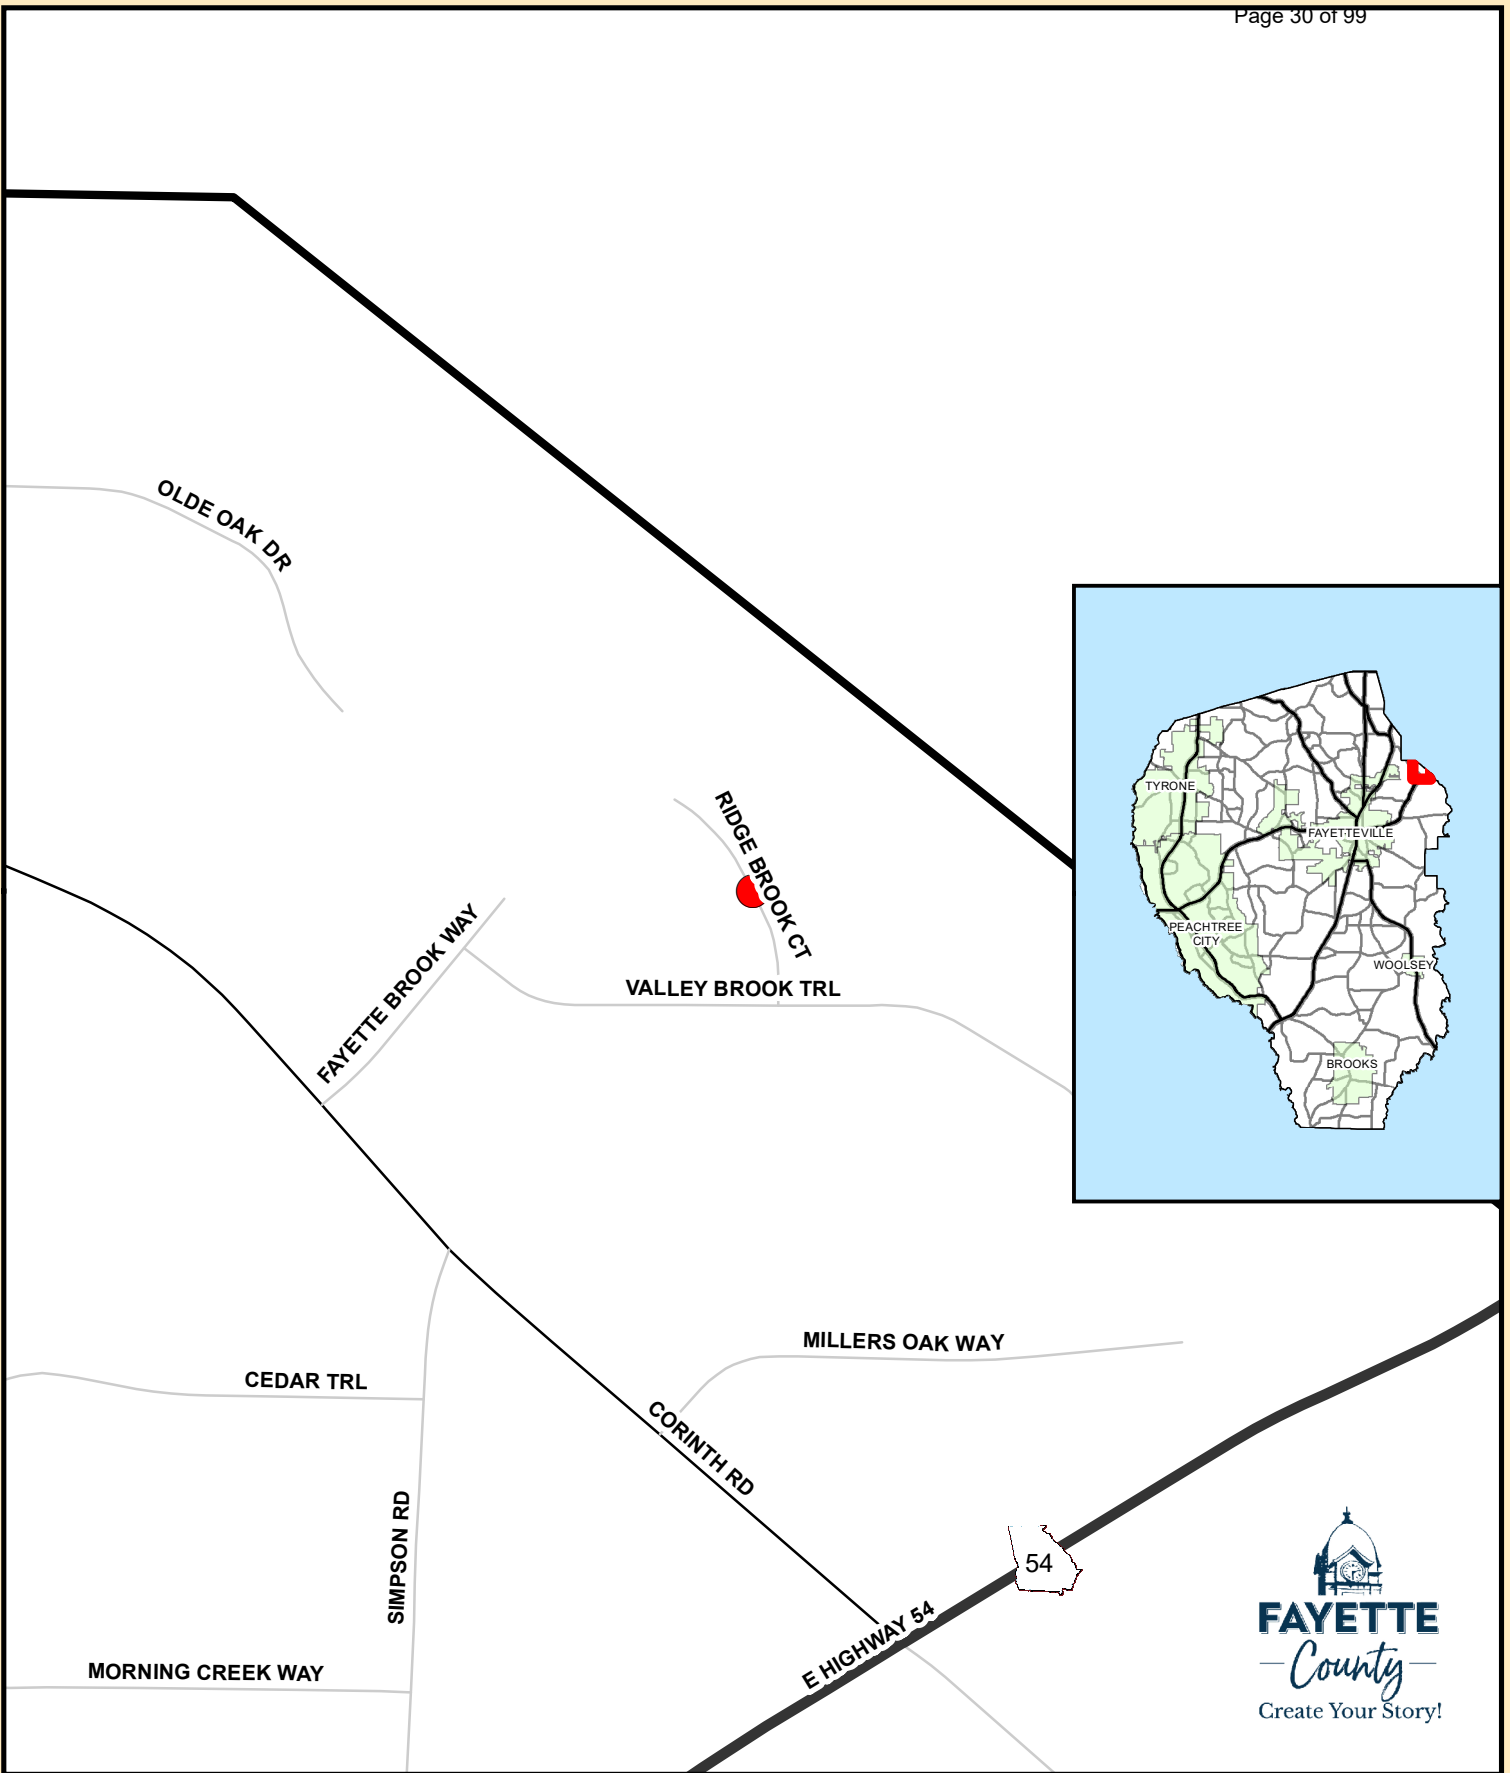 Page 30 of 99
OLDE OAK DR
RIDGE BROOK CT
FAYETTE BROOK WAY
VALLEY BROOK TRL
TYRONE
FAYETTEVILLE
PEACHTREE
CITY
WOOLSEY
BROOKS
MILLERS OAK WAY
CEDAR TRL
CORINTH RD
SIMPSON RD
54
E HIGHWAY 54
MORNING CREEK WAY
FAYETTE
County
Create Your Story!